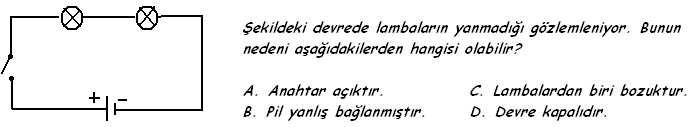 Şekildeki devrede lambaların yanmadığı gözlemleniyor. Bunun
nedeni aşağıdakilerden hangisi olabilir?
A. Anahtar açıktır.
C. Lambalardan biri bozuktur.
B. Pil yanlış bağlanmıştır.
D. Devre kapalıdır.
+ -